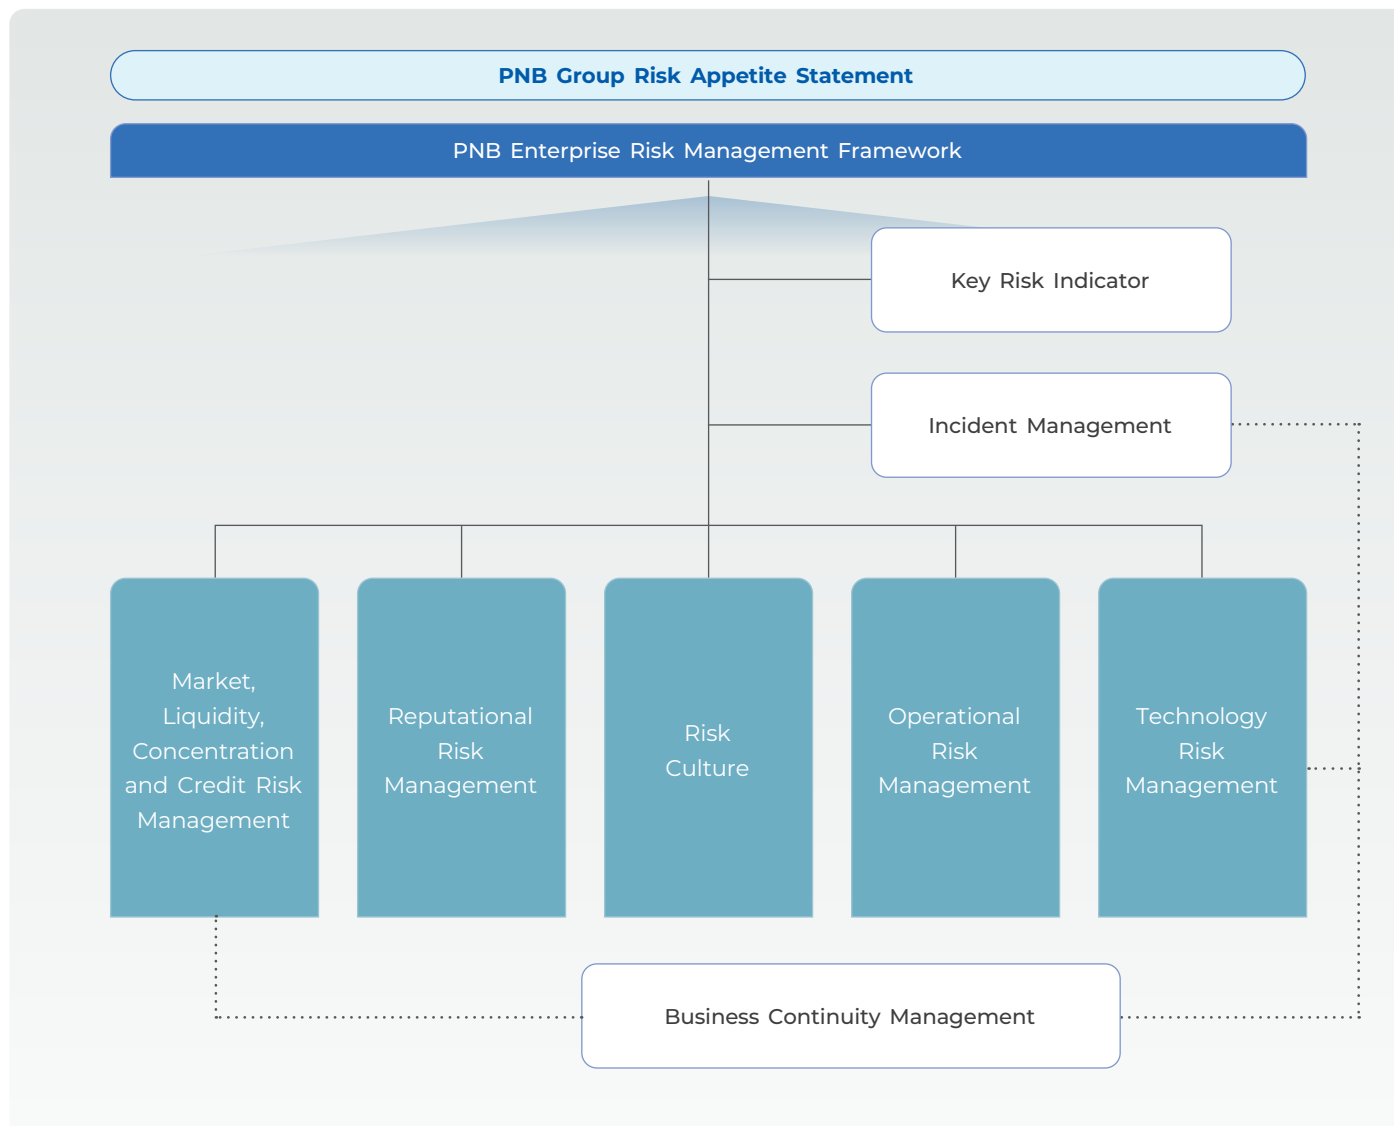 PNB Group Risk Appetite Statement
PNB Enterprise Risk Management Framework
Key Risk Indicator
Incident Management
Market,
Liquidity,
Concentration
and Credit Risk
Management
Reputational
Risk
Management
Risk
Culture
Operational
Risk
Management
Technology
Risk
Management
Business Continuity Management